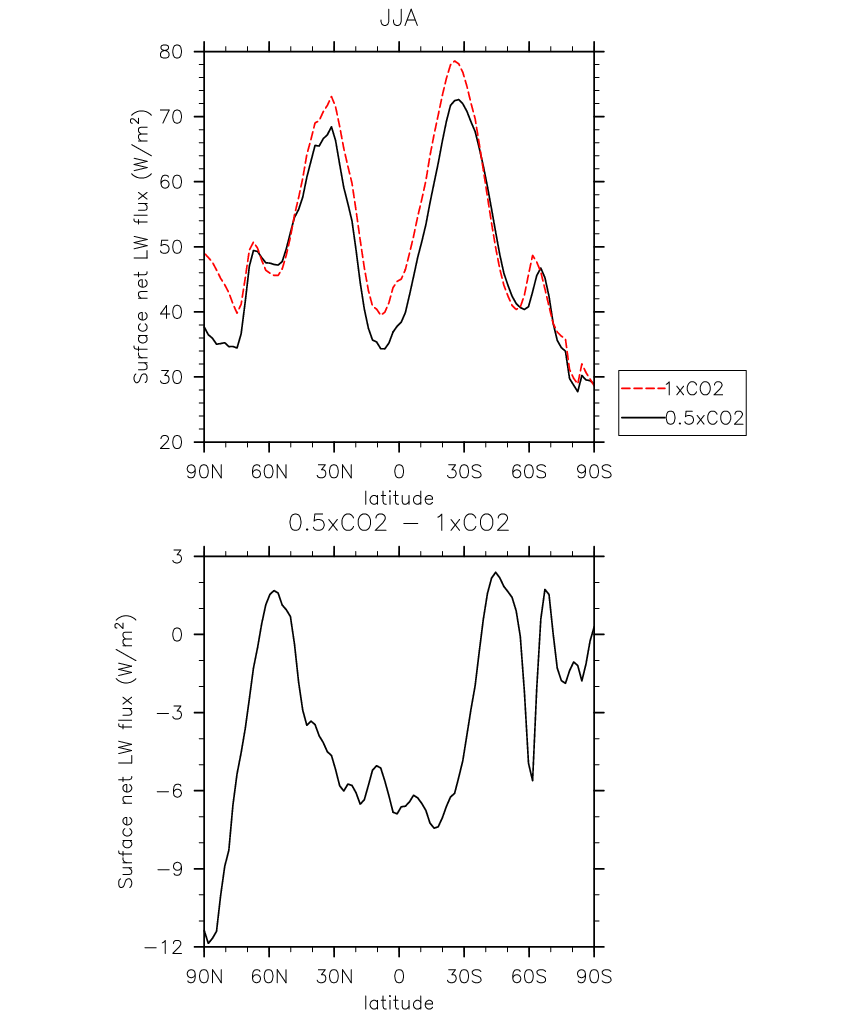 JJA
80
70
60
50
40
30
20
Surface net LW flux (W/m²)
90N 60N 30N 0 30S 60S 90S
latitude
1xCO2
0.5xCO2
0.5xCO2 − 1xCO2
3
0
−3
−6
−9
−12
Surface net LW flux (W/m²)
90N 60N 30N 0 30S 60S 90S
latitude